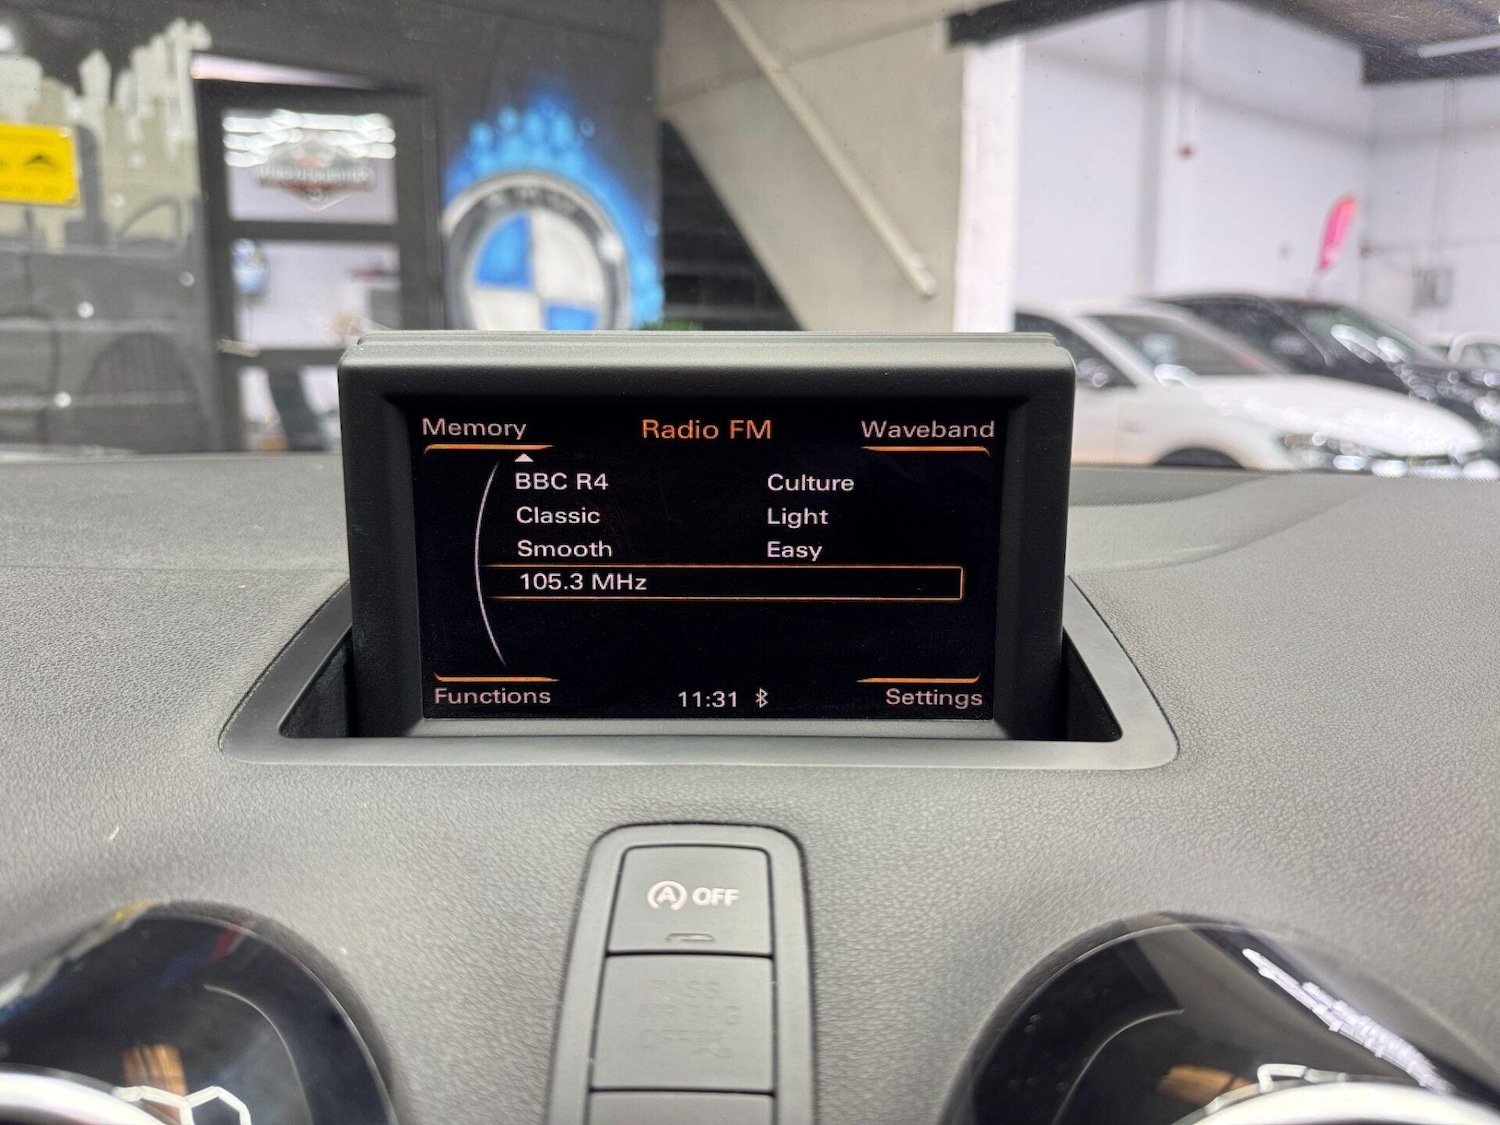 Memory Radio FM Waveband
BBC R4 Culture
Classic Light
Smooth Easy
105.3 MHz
Functions 11:31 Settings
A OFF